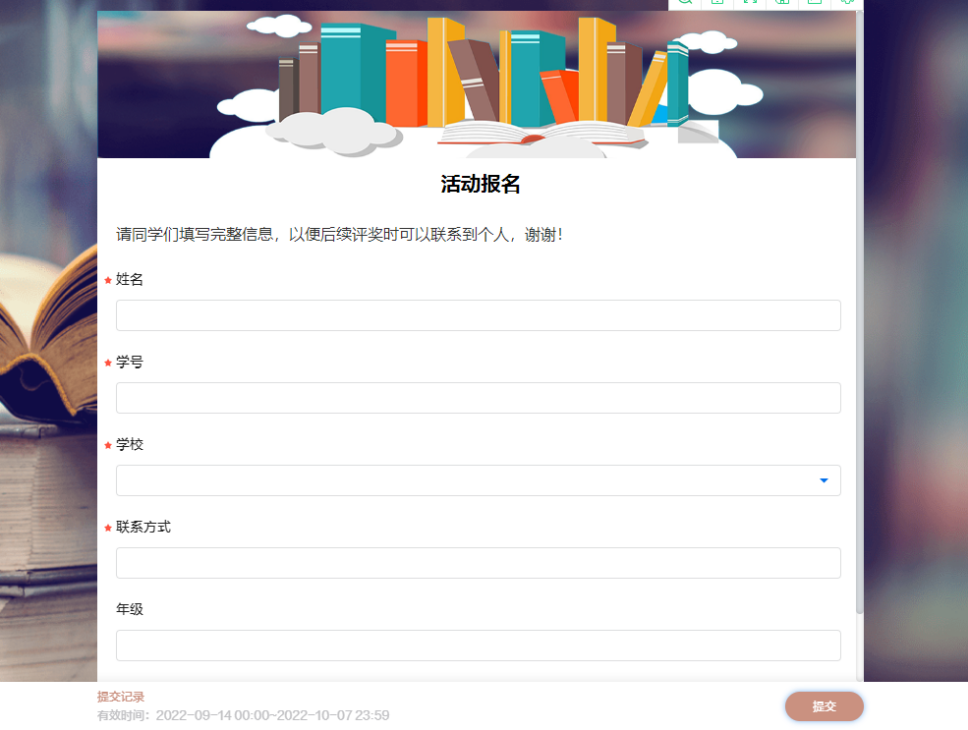 活动报名
请同学们填写完整信息，以便后续评奖时可以联系到个人，谢谢！
* 姓名
* 学号
* 学校
* 联系方式
年级
提交记录
有效时间：2022-09-14 00:00~2022-10-07 23:59
提交